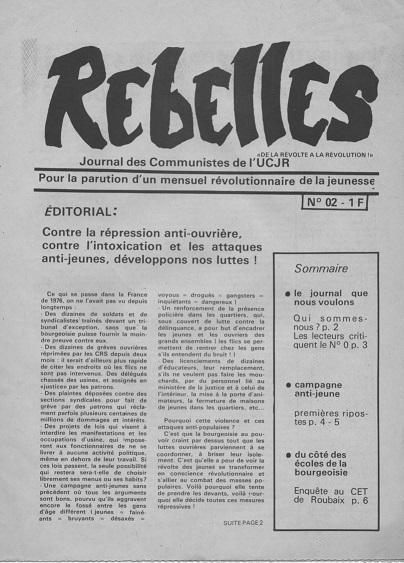 REBELLES
«DE LA RÉVOLTE A LA RÉVOLUTION !»
Journal des Communistes de l'UCJR
Pour la parution d'un mensuel révolutionnaire de la jeunesse
N° 02 - 1 F
ÉDITORIAL:
Contre la répression anti-ouvrière,
contre l'intoxication et les attaques
anti-jeunes, développons nos luttes !
Ce qui se passe dans la France
de 1976, on ne l'avait pas vu depuis
longtemps :
- Des dizaines de soldats et de
syndicalistes traînés devant un tri-
bunal d'exception, sans que la
bourgeoisie puisse fournir la moin-
dre preuve contre eux.
- Des dizaines de grèves ouvrières
réprimées par les CRS depuis deux
mois : il serait d'ailleurs plus rapide
de citer les endroits où les flics ne
sont pas intervenus. Des délégués
chassés des usines, et assignés en
«justice» par les patrons.
- Des plaintes déposées contre des
sections syndicales, pour fait de
grève par des patrons qui récla-
ment parfois plusieurs centaines de
millions de dommages et intérêts.
- Des projets de lois qui visent à
interdire les manifestations et les
occupations d'usine, qui impose-
ront aux fonctionnaires de ne se
livrer à aucune activité politique,
même en dehors de leur travail. Si
ces lois passent, la seule possibilité
qui restera sera-t-elle de choisir
librement ses menus ou ses habits?
- Une campagne anti-jeunes sans
précédent où tous les arguments
sont bons, pourvu qu'ils aggravent
encore le fossé entre les gens
d'âge différent : jeunes = fainé-
ants = bruyants = désaxés =
voyous = drogués = gangsters =
inquiétants = dangereux !
- Un renforcement de la présence
policière dans les quartiers, qui,
sous couvert de lutte contre la
délinquance, a pour but d'encadrer
les jeunes et les ouvriers des
grands ensembles ! (les flics se per-
mettent de rentrer chez les gens
s'ils s'entendent du bruit ! )
- Des licenciements de dizaines
d'éducateurs, leur remplacement,
s'ils ne veulent pas faire les mou-
chards, par du personnel lié au
ministère de la justice et à celui de
l'intérieur, la mise à la porte d'ani-
mateurs, la fermeture de maisons
de jeunes dans les quartiers, etc...
Pourquoi cette violence et ces
attaques anti-populaires ?
C'est que la bourgeoisie au pou-
voir craint par dessus tout que les
luttes ouvrières parviennent à se
coordonner, à briser leur isole-
ment. C'est qu'elle a peur de voir la
révolte des jeunes se transformer
en conscience révolutionnaire et
s'allier au combat des masses po-
pulaires. Voilà pourquoi elle tente
de prendre les devants, voilà pour-
quoi elle décide toutes ces mesures
répressives !
SUITE PAGE 2
Sommaire
● le journal que
nous voulons
Qui sommes-
nous ? p. 2
Les lecteurs criti-
quent le N° 0 p. 3
● campagne
anti-jeune
premières ripos-
tes p. 4 - 5
● du côté des
écoles de la
bourgeoisie
Enquête au CET
de Roubaix p. 6